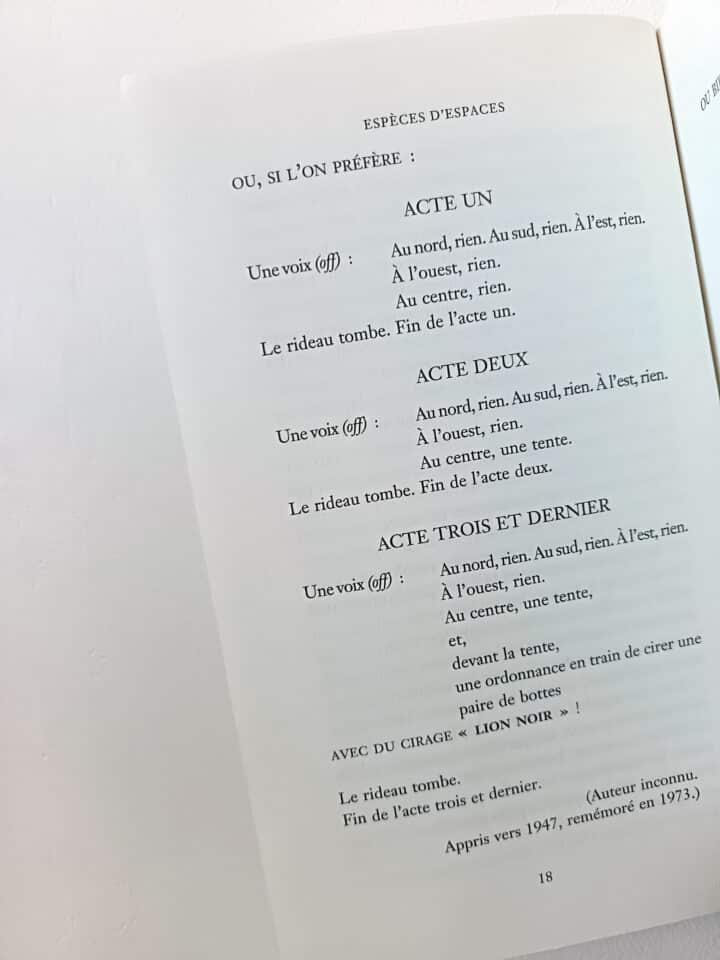 ESPÈCES D'ESPACES
OU, SI L'ON PRÉFÈRE :
ACTE UN
Une voix (off) : Au nord, rien. Au sud, rien. À l'est, rien.
À l'ouest, rien.
Au centre, rien.
Le rideau tombe. Fin de l'acte un.
ACTE DEUX
Une voix (off) : Au nord, rien. Au sud, rien. À l'est, rien.
À l'ouest, rien.
Au centre, une tente.
Le rideau tombe. Fin de l'acte deux.
ACTE TROIS ET DERNIER
Une voix (off) : Au nord, rien. Au sud, rien. À l'est, rien.
À l'ouest, rien.
Au centre, une tente,
et,
devant la tente,
une ordonnance en train de cirer une
paire de bottes
AVEC DU CIRAGE « LION NOIR » !
Le rideau tombe.
Fin de l'acte trois et dernier.
(Auteur inconnu.
Appris vers 1947, remémoré en 1973.)
18
OU